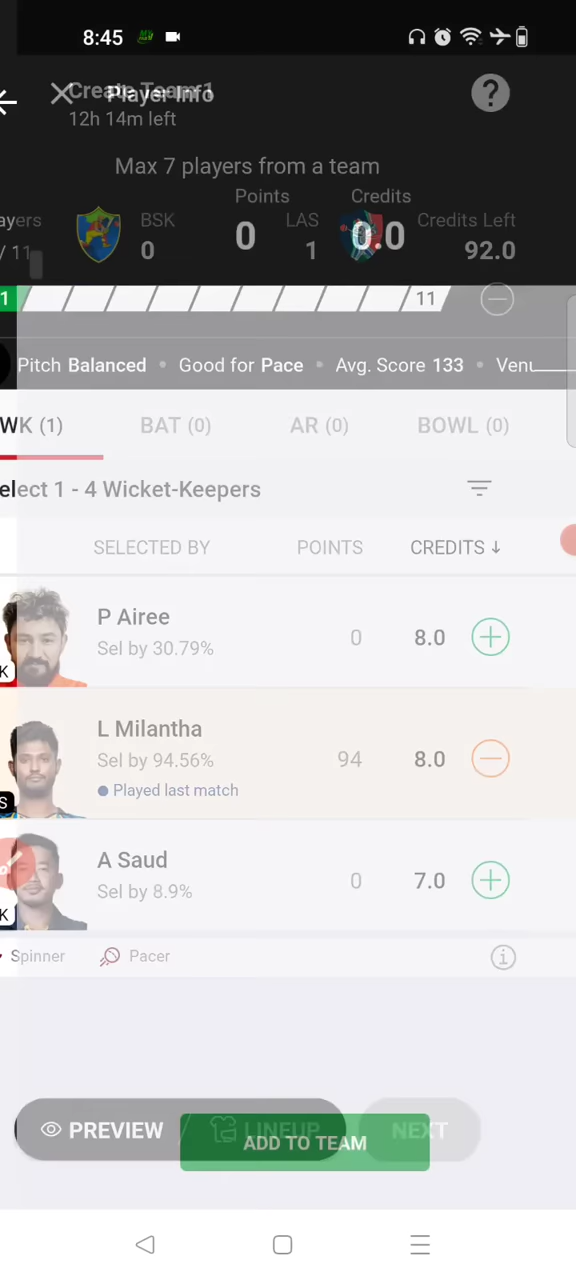 8:45
Create Team 1
Player Info
12h 14m left
Max 7 players from a team
Points Credits
ayers BSK LAS Credits Left
/ 11 0 0 1 0.0 92.0
1 11
Pitch Balanced • Good for Pace • Avg. Score 133 • Venu
WK (1) BAT (0) AR (0) BOWL (0)
elect 1 - 4 Wicket-Keepers
SELECTED BY POINTS CREDITS ↓
P Airee
Sel by 30.79% 0 8.0
K
L Milantha
Sel by 94.56% 94 8.0
Played last match
S
A Saud
Sel by 8.9% 0 7.0
K
Spinner Pacer
PREVIEW / LINEUP NEXT
ADD TO TEAM